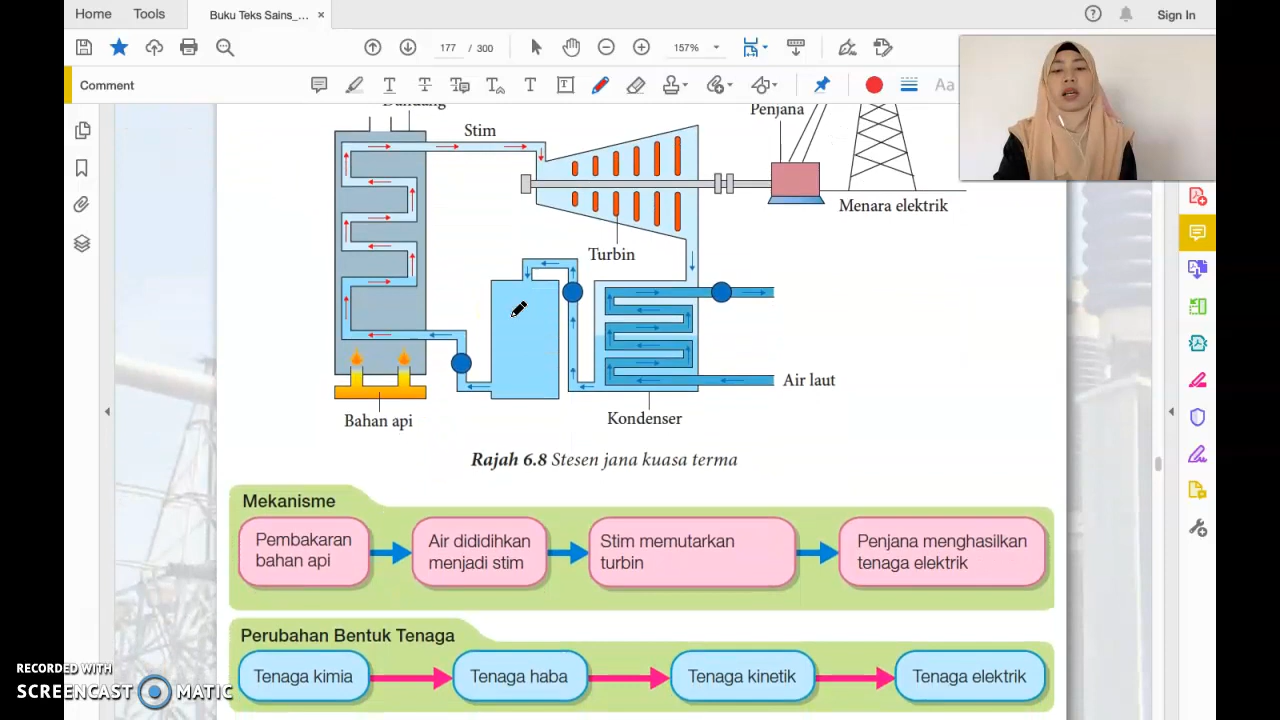 Home Tools Buku Teks Sains_... × Sign In
177 / 300 157%
Comment Aa
Dandang
Stim
Penjana
Menara elektrik
Turbin
Air laut
Kondenser
Bahan api
Rajah 6.8 Stesen jana kuasa terma
Mekanisme
Pembakaran
bahan api
Air dididihkan
menjadi stim
Stim memutarkan
turbin
Penjana menghasilkan
tenaga elektrik
Perubahan Bentuk Tenaga
Tenaga kimia
Tenaga haba
Tenaga kinetik
Tenaga elektrik
RECORDED WITH
SCREENCAST MATIC